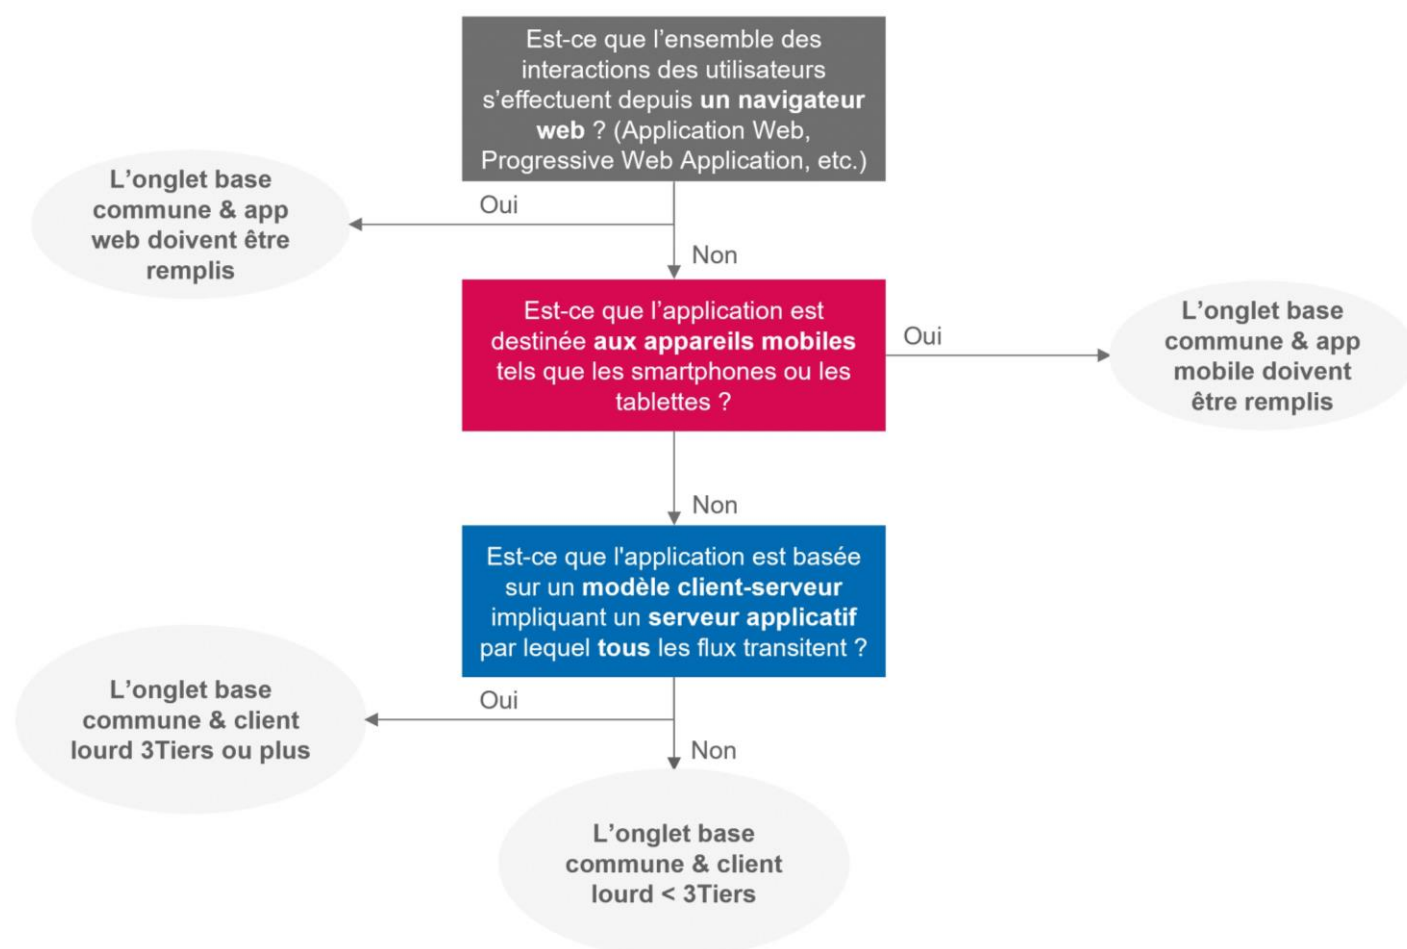 Est-ce que l’ensemble des
interactions des utilisateurs
s’effectuent depuis un navigateur
web ? (Application Web,
Progressive Web Application, etc.)
Oui
L’onglet base
commune & app
web doivent être
remplis
Non
Est-ce que l’application est
destinée aux appareils mobiles
tels que les smartphones ou les
tablettes ?
Oui
L’onglet base
commune & app
mobile doivent
être remplis
Non
Est-ce que l'application est basée
sur un modèle client-serveur
impliquant un serveur applicatif
par lequel tous les flux transitent ?
Oui
L’onglet base
commune & client
lourd 3Tiers ou plus
Non
L’onglet base
commune & client
lourd < 3Tiers